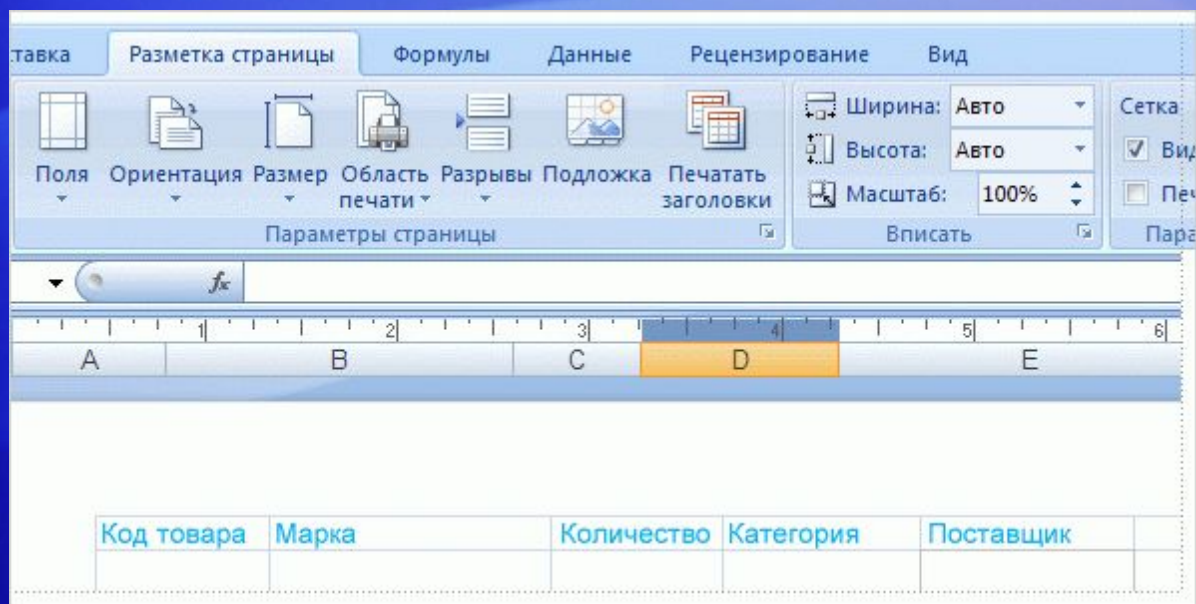 ставка Разметка страницы Формулы Данные Рецензирование Вид
Ширина: Авто Сетка
Высота: Авто Вид
Поля Ориентация Размер Область печати Разрывы Подложка Печатать заголовки
Масштаб: 100% Печ
Параметры страницы Вписать Пара
fx
1 2 3 4 5 6
A B C D E
Код товара Марка Количество Категория Поставщик